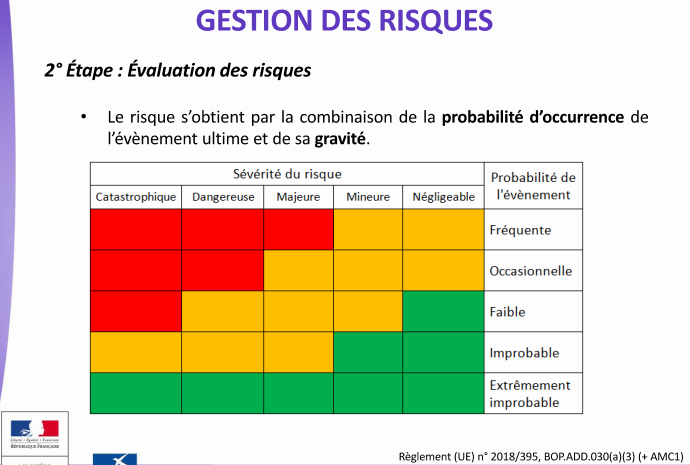 GESTION DES RISQUES
2° Étape : Évaluation des risques
• Le risque s'obtient par la combinaison de la probabilité d'occurrence de
l'évènement ultime et de sa gravité.
Sévérité du risque
Probabilité de
l'évènement
Catastrophique Dangereuse Majeure Mineure Négligeable
Fréquente
Occasionnelle
Faible
Improbable
Extrêmement
improbable
Liberté • Égalité • Fraternité
RÉPUBLIQUE FRANÇAISE
Règlement (UE) n° 2018/395, BOP.ADD.030(a)(3) (+ AMC1)